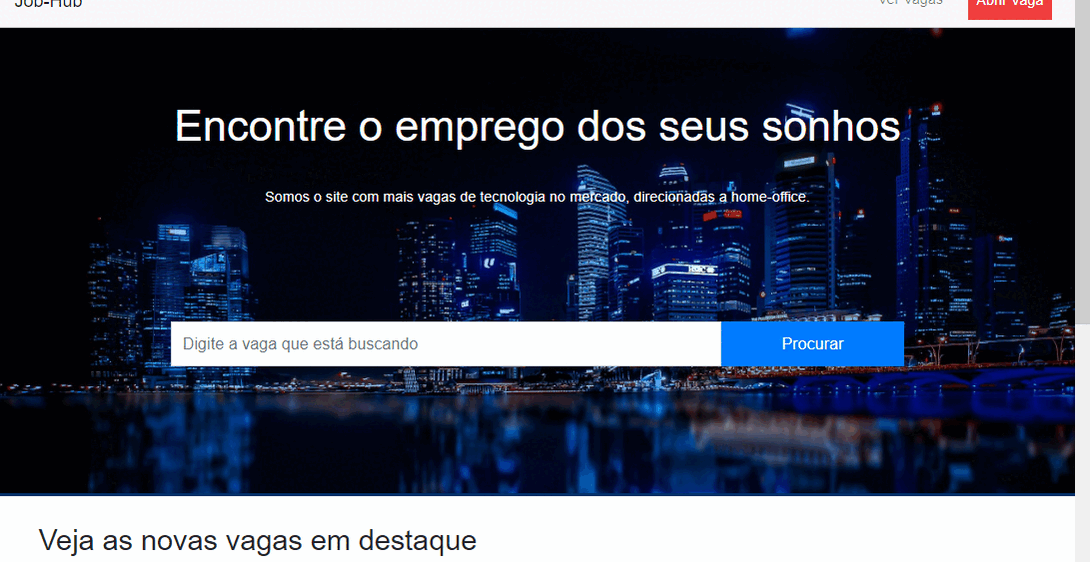 Job-Hub
Ver Vagas
Abrir Vaga
Encontre o emprego dos seus sonhos
Somos o site com mais vagas de tecnologia no mercado, direcionadas a home-office.
HSBC
Digite a vaga que está buscando
Procurar
Veja as novas vagas em destaque